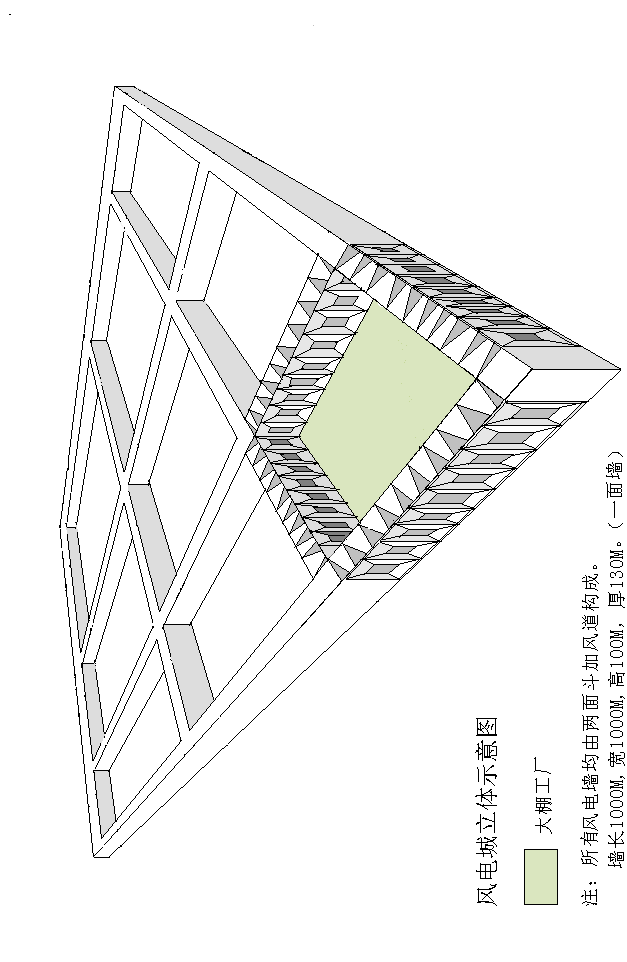 风电城立体示意图
大棚工厂
注：所有风电墙均由两面斗加风道构成。
墙长1000M,宽1000M,高100M，厚130M。（一面墙）